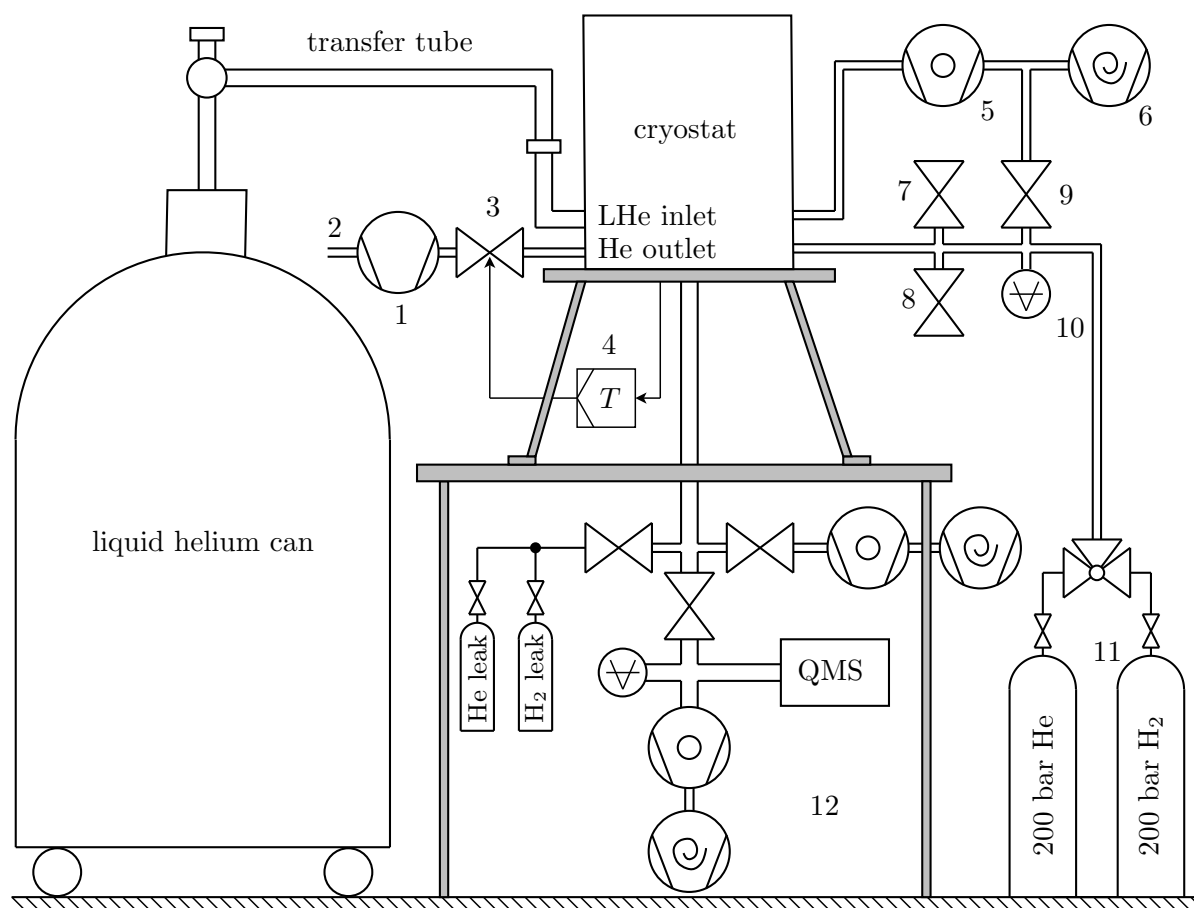 transfer tube
cryostat
5
6
7
9
2
3
LHe inlet
He outlet
8
1
10
4
T
liquid helium can
He leak
H₂ leak
QMS
11
200 bar He
200 bar H₂
12